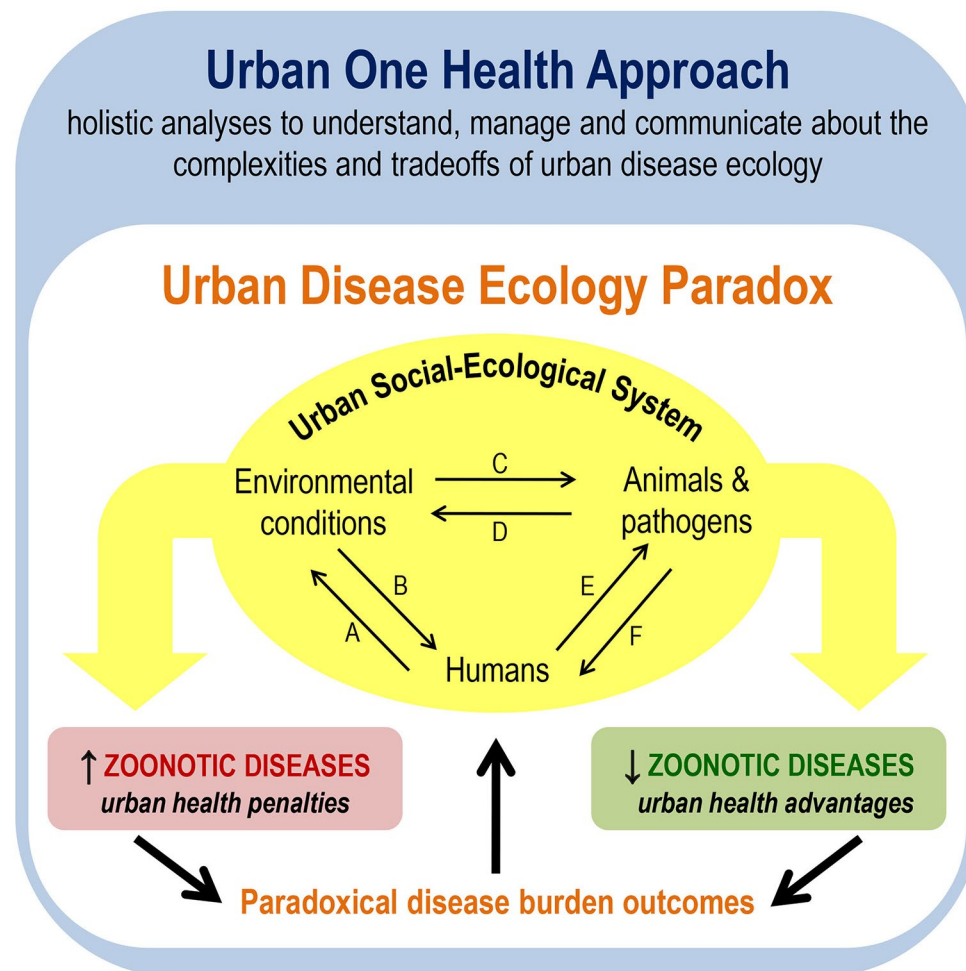 Urban One Health Approach
holistic analyses to understand, manage and communicate about the
complexities and tradeoffs of urban disease ecology
Urban Disease Ecology Paradox
Urban Social-Ecological System
Environmental
conditions
C
D
Animals &
pathogens
B
A
E
F
Humans
↑ ZOONOTIC DISEASES
urban health penalties
↓ ZOONOTIC DISEASES
urban health advantages
Paradoxical disease burden outcomes